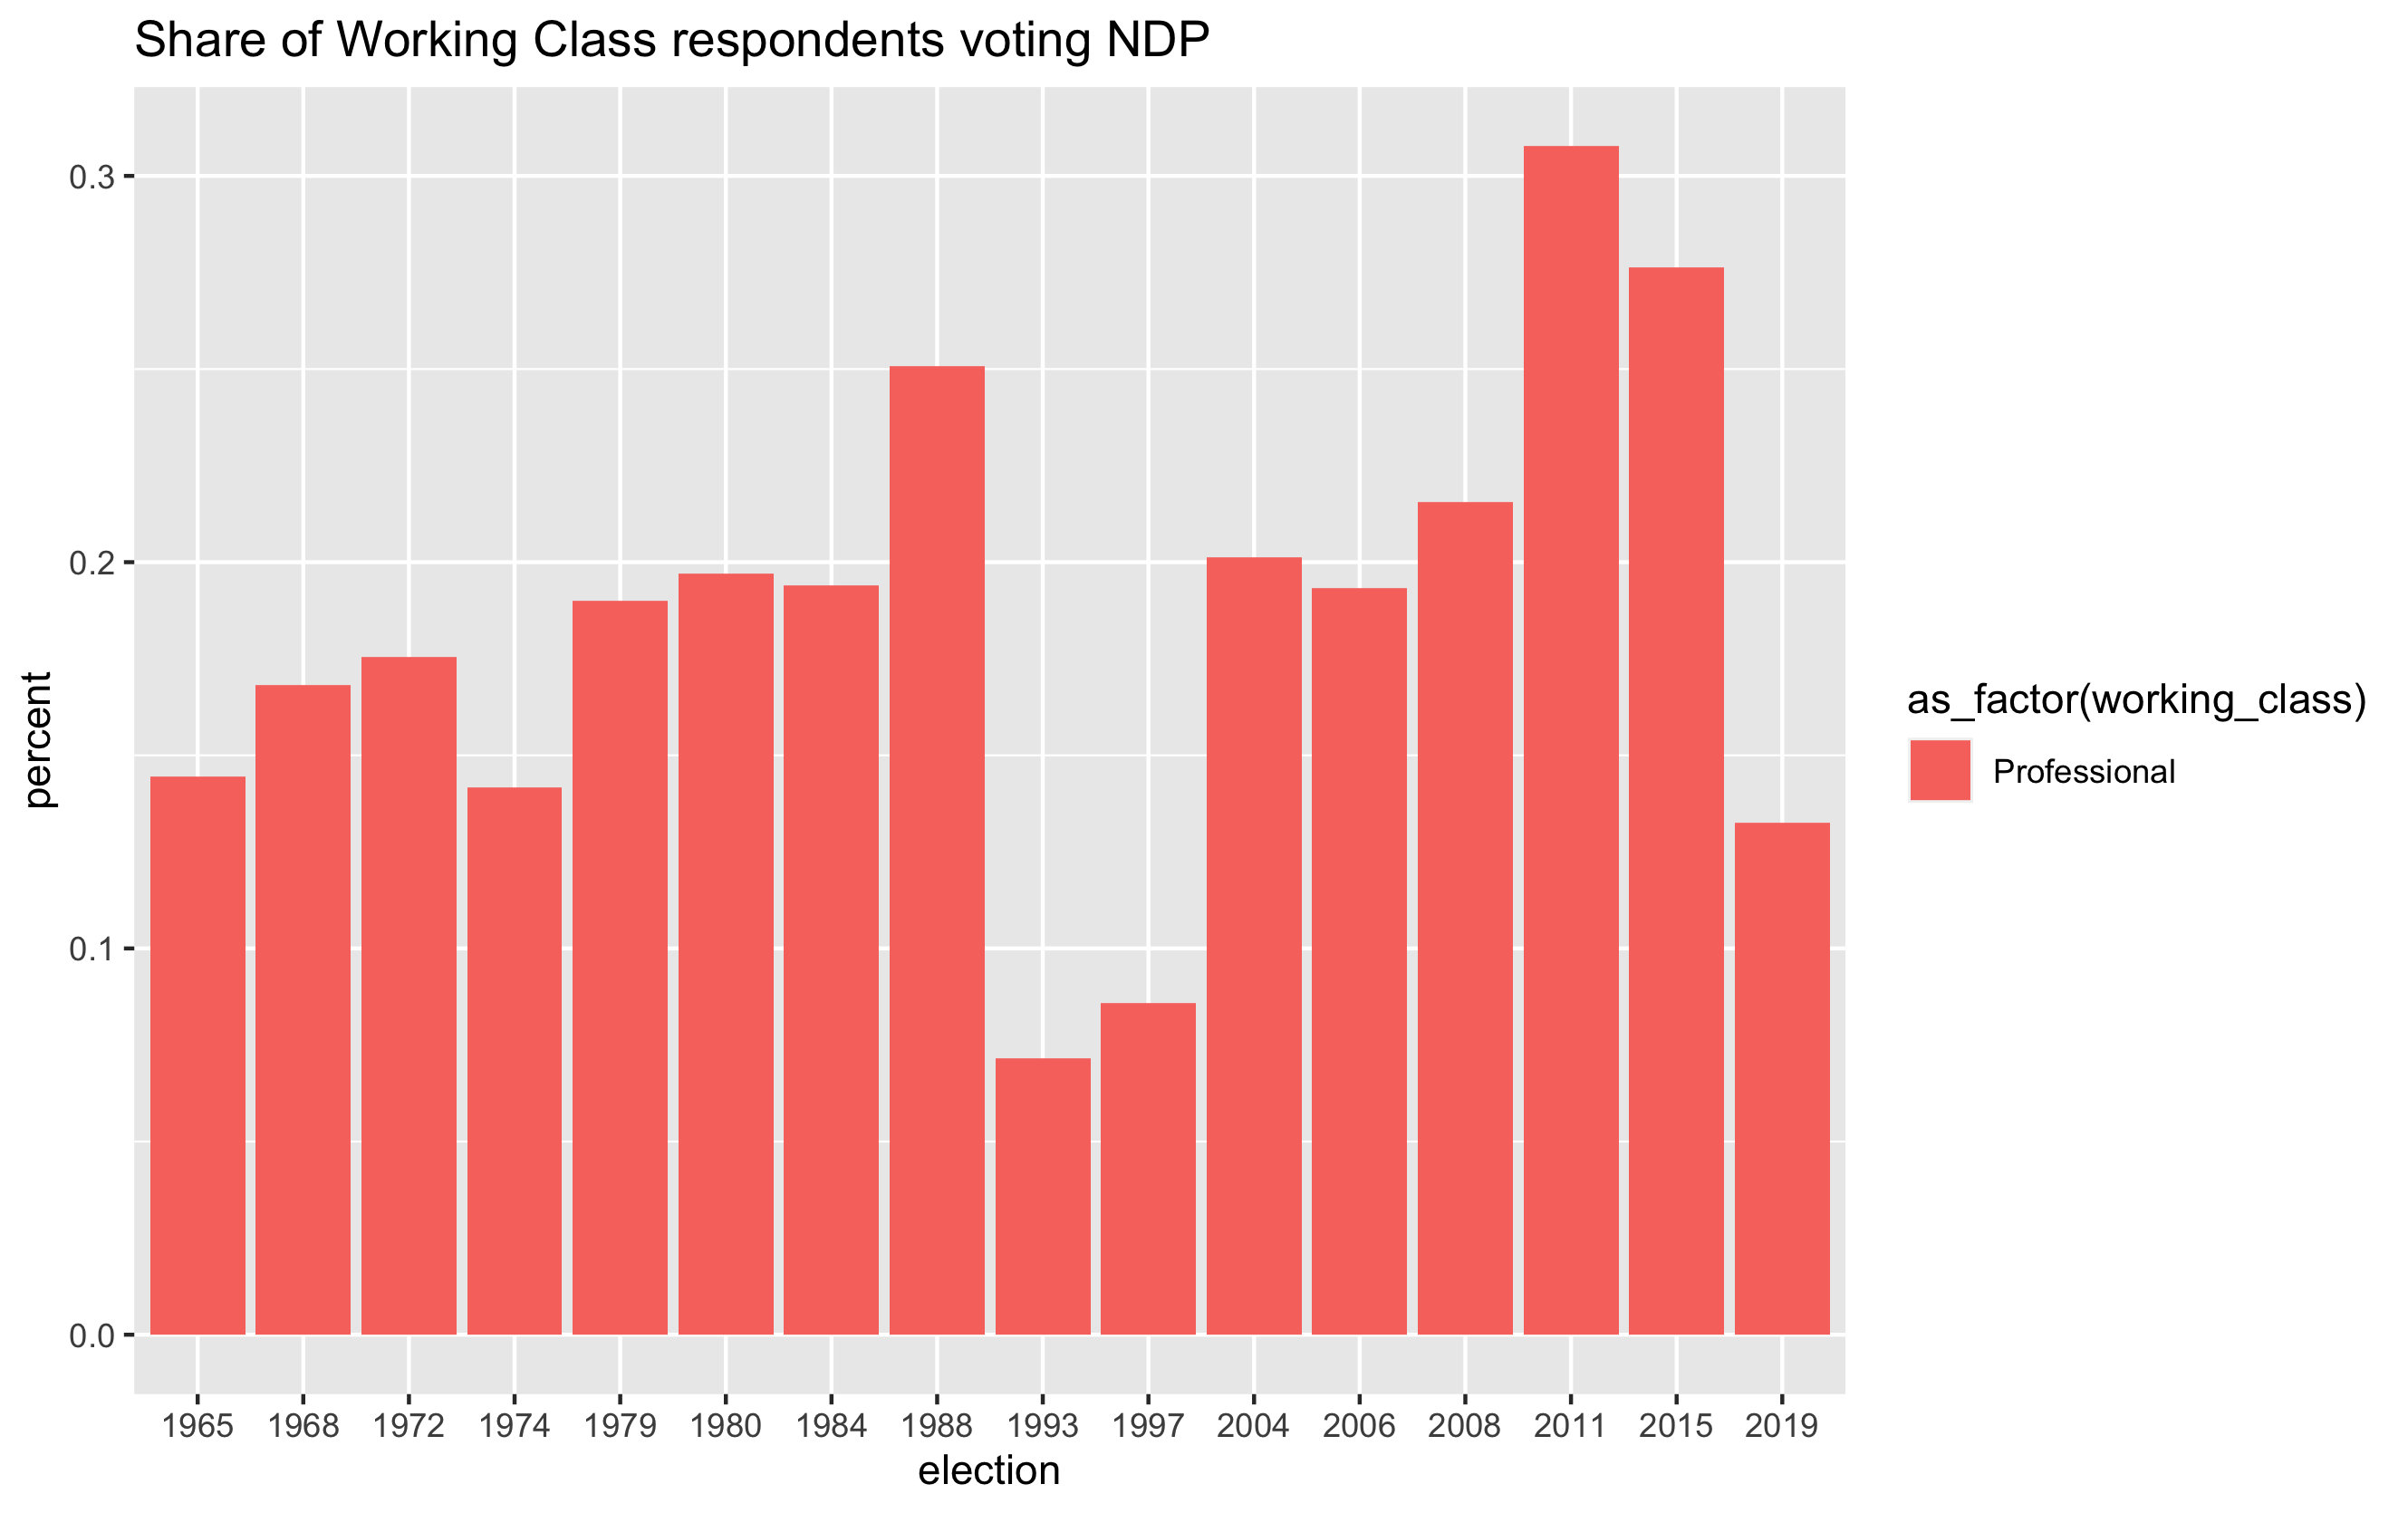 Share of Working Class respondents voting NDP
0.3
0.2
0.1
0.0
percent
1965 1968 1972 1974 1979 1980 1984 1988 1993 1997 2004 2006 2008 2011 2015 2019
election
as_factor(working_class)
Professional